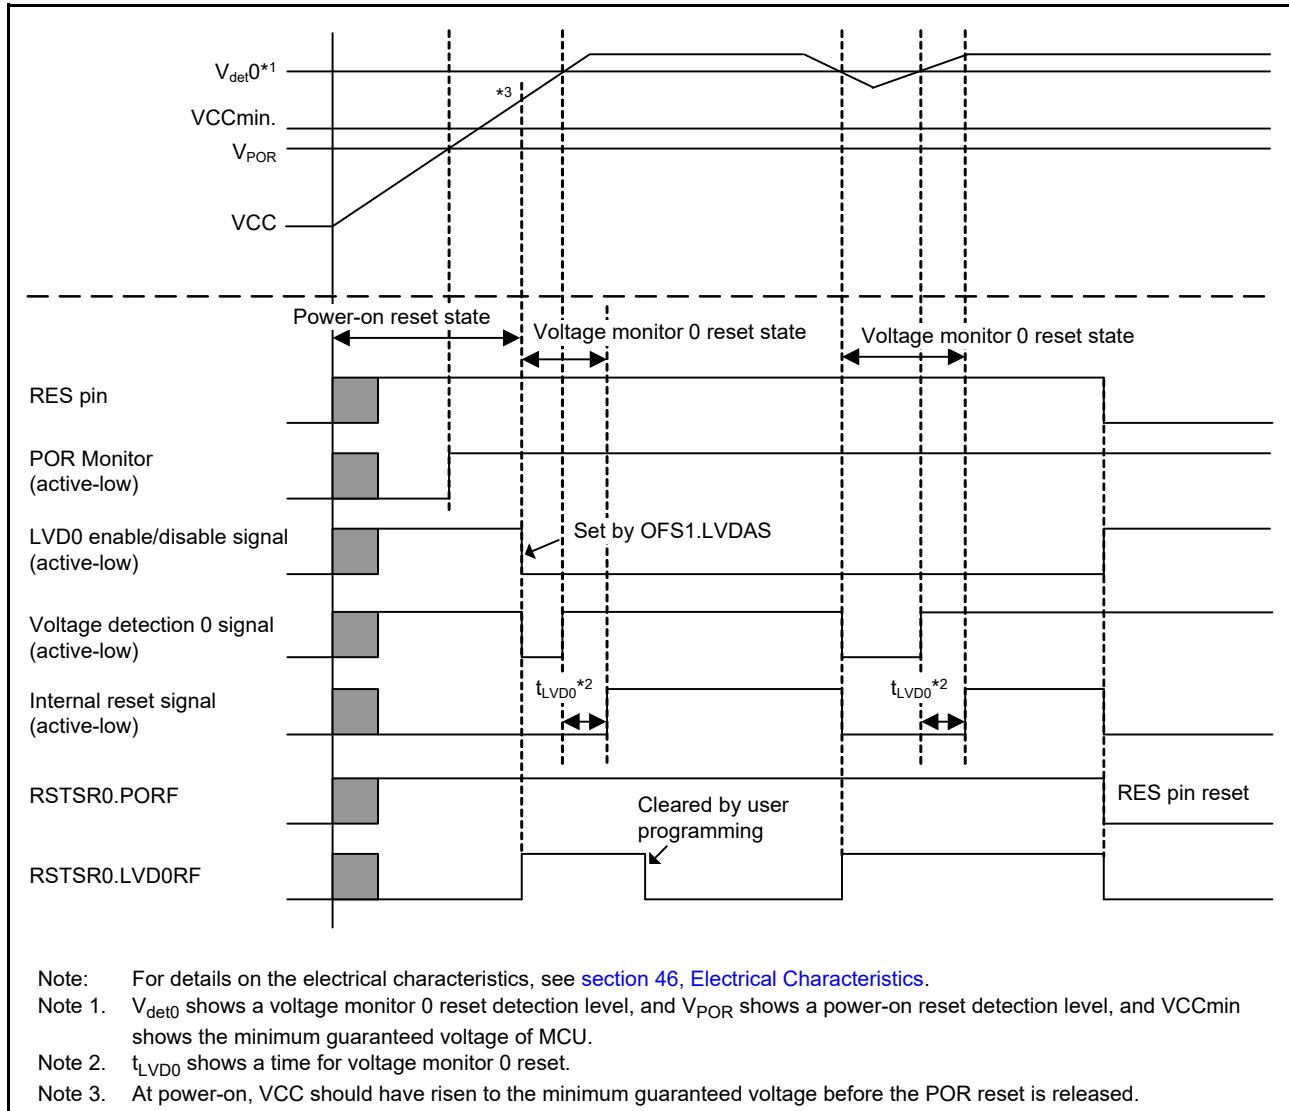 Vdet0*1
*3
VCCmin.
VPOR
VCC
Power-on reset state
Voltage monitor 0 reset state
Voltage monitor 0 reset state
RES pin
POR Monitor
(active-low)
LVD0 enable/disable signal
(active-low)
Set by OFS1.LVDAS
Voltage detection 0 signal
(active-low)
Internal reset signal
(active-low)
tLVD0*2
tLVD0*2
RSTSR0.PORF
RES pin reset
Cleared by user
programming
RSTSR0.LVD0RF
Note: For details on the electrical characteristics, see section 46, Electrical Characteristics.
Note 1. Vdet0 shows a voltage monitor 0 reset detection level, and VPOR shows a power-on reset detection level, and VCCmin
shows the minimum guaranteed voltage of MCU.
Note 2. tLVD0 shows a time for voltage monitor 0 reset.
Note 3. At power-on, VCC should have risen to the minimum guaranteed voltage before the POR reset is released.